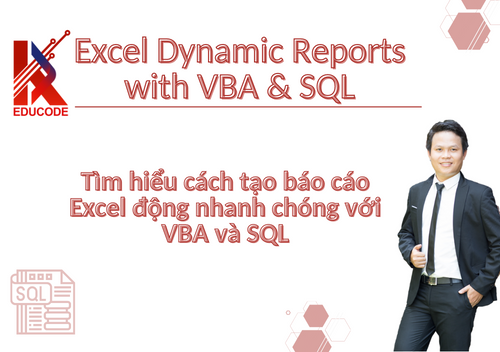 Excel Dynamic Reports
with VBA & SQL
EDUCODE
Tìm hiểu cách tạo báo cáo
Excel động nhanh chóng với
VBA và SQL
SQL